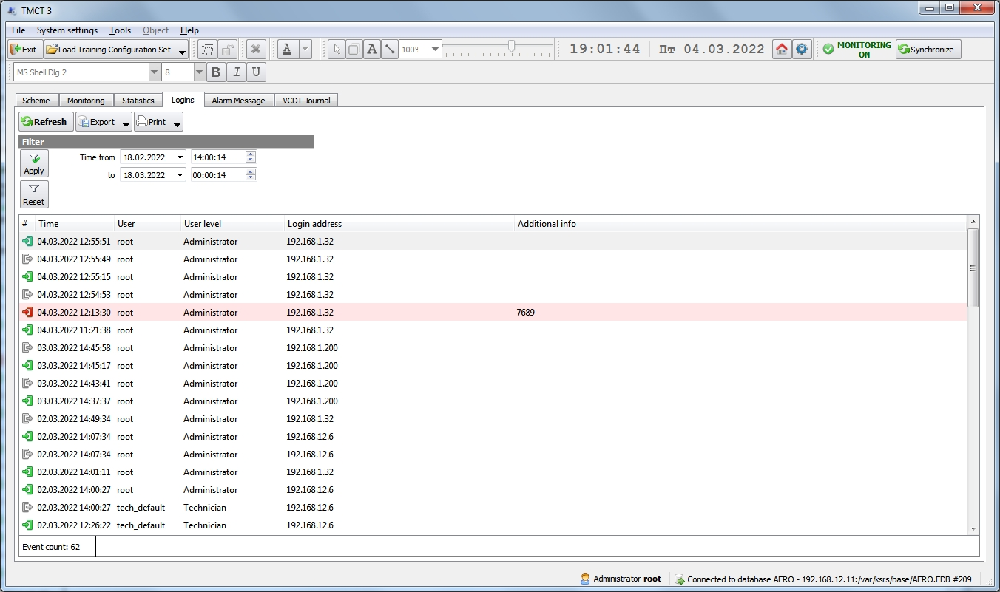 TMCT 3
File System settings Tools Object Help
Exit Load Training Configuration Set A 100% 19:01:44 Пт 04.03.2022 MONITORING ON Synchronize
MS Shell Dlg 2 8 B I U
Scheme Monitoring Statistics Logins Alarm Message VCDT Journal
Refresh Export Print
Filter
Apply Time from 18.02.2022 14:00:14
to 18.03.2022 00:00:14
Reset
# Time User User level Login address Additional info
04.03.2022 12:55:51 root Administrator 192.168.1.32
04.03.2022 12:55:49 root Administrator 192.168.1.32
04.03.2022 12:55:15 root Administrator 192.168.1.32
04.03.2022 12:54:53 root Administrator 192.168.1.32
04.03.2022 12:13:30 root Administrator 192.168.1.32 7689
04.03.2022 11:21:38 root Administrator 192.168.1.32
03.03.2022 14:45:58 root Administrator 192.168.1.200
03.03.2022 14:45:17 root Administrator 192.168.1.200
03.03.2022 14:43:41 root Administrator 192.168.1.200
03.03.2022 14:37:37 root Administrator 192.168.1.200
02.03.2022 14:49:34 root Administrator 192.168.1.32
02.03.2022 14:07:34 root Administrator 192.168.12.6
02.03.2022 14:07:34 root Administrator 192.168.12.6
02.03.2022 14:01:11 root Administrator 192.168.1.32
02.03.2022 14:00:27 root Administrator 192.168.12.6
02.03.2022 14:00:27 tech_default Technician 192.168.12.6
02.03.2022 12:26:22 tech_default Technician 192.168.12.6
Event count: 62
Administrator root Connected to database AERO - 192.168.12.11:/var/ksrs/base/AERO.FDB #209